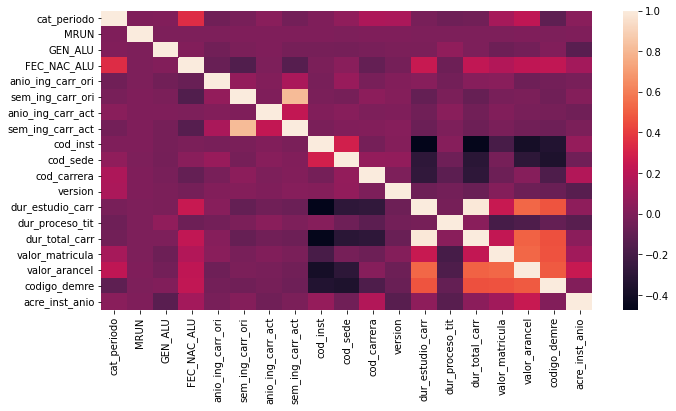 cat_periodo
MRUN
GEN_ALU
FEC_NAC_ALU
anio_ing_carr_ori
sem_ing_carr_ori
anio_ing_carr_act
sem_ing_carr_act
cod_inst
cod_sede
cod_carrera
version
dur_estudio_carr
dur_proceso_tit
dur_total_carr
valor_matricula
valor_arancel
codigo_demre
acre_inst_anio
cat_periodo
MRUN
GEN_ALU
FEC_NAC_ALU
anio_ing_carr_ori
sem_ing_carr_ori
anio_ing_carr_act
sem_ing_carr_act
cod_inst
cod_sede
cod_carrera
version
dur_estudio_carr
dur_proceso_tit
dur_total_carr
valor_matricula
valor_arancel
codigo_demre
acre_inst_anio
1.0
0.8
0.6
0.4
0.2
0.0
−0.2
−0.4